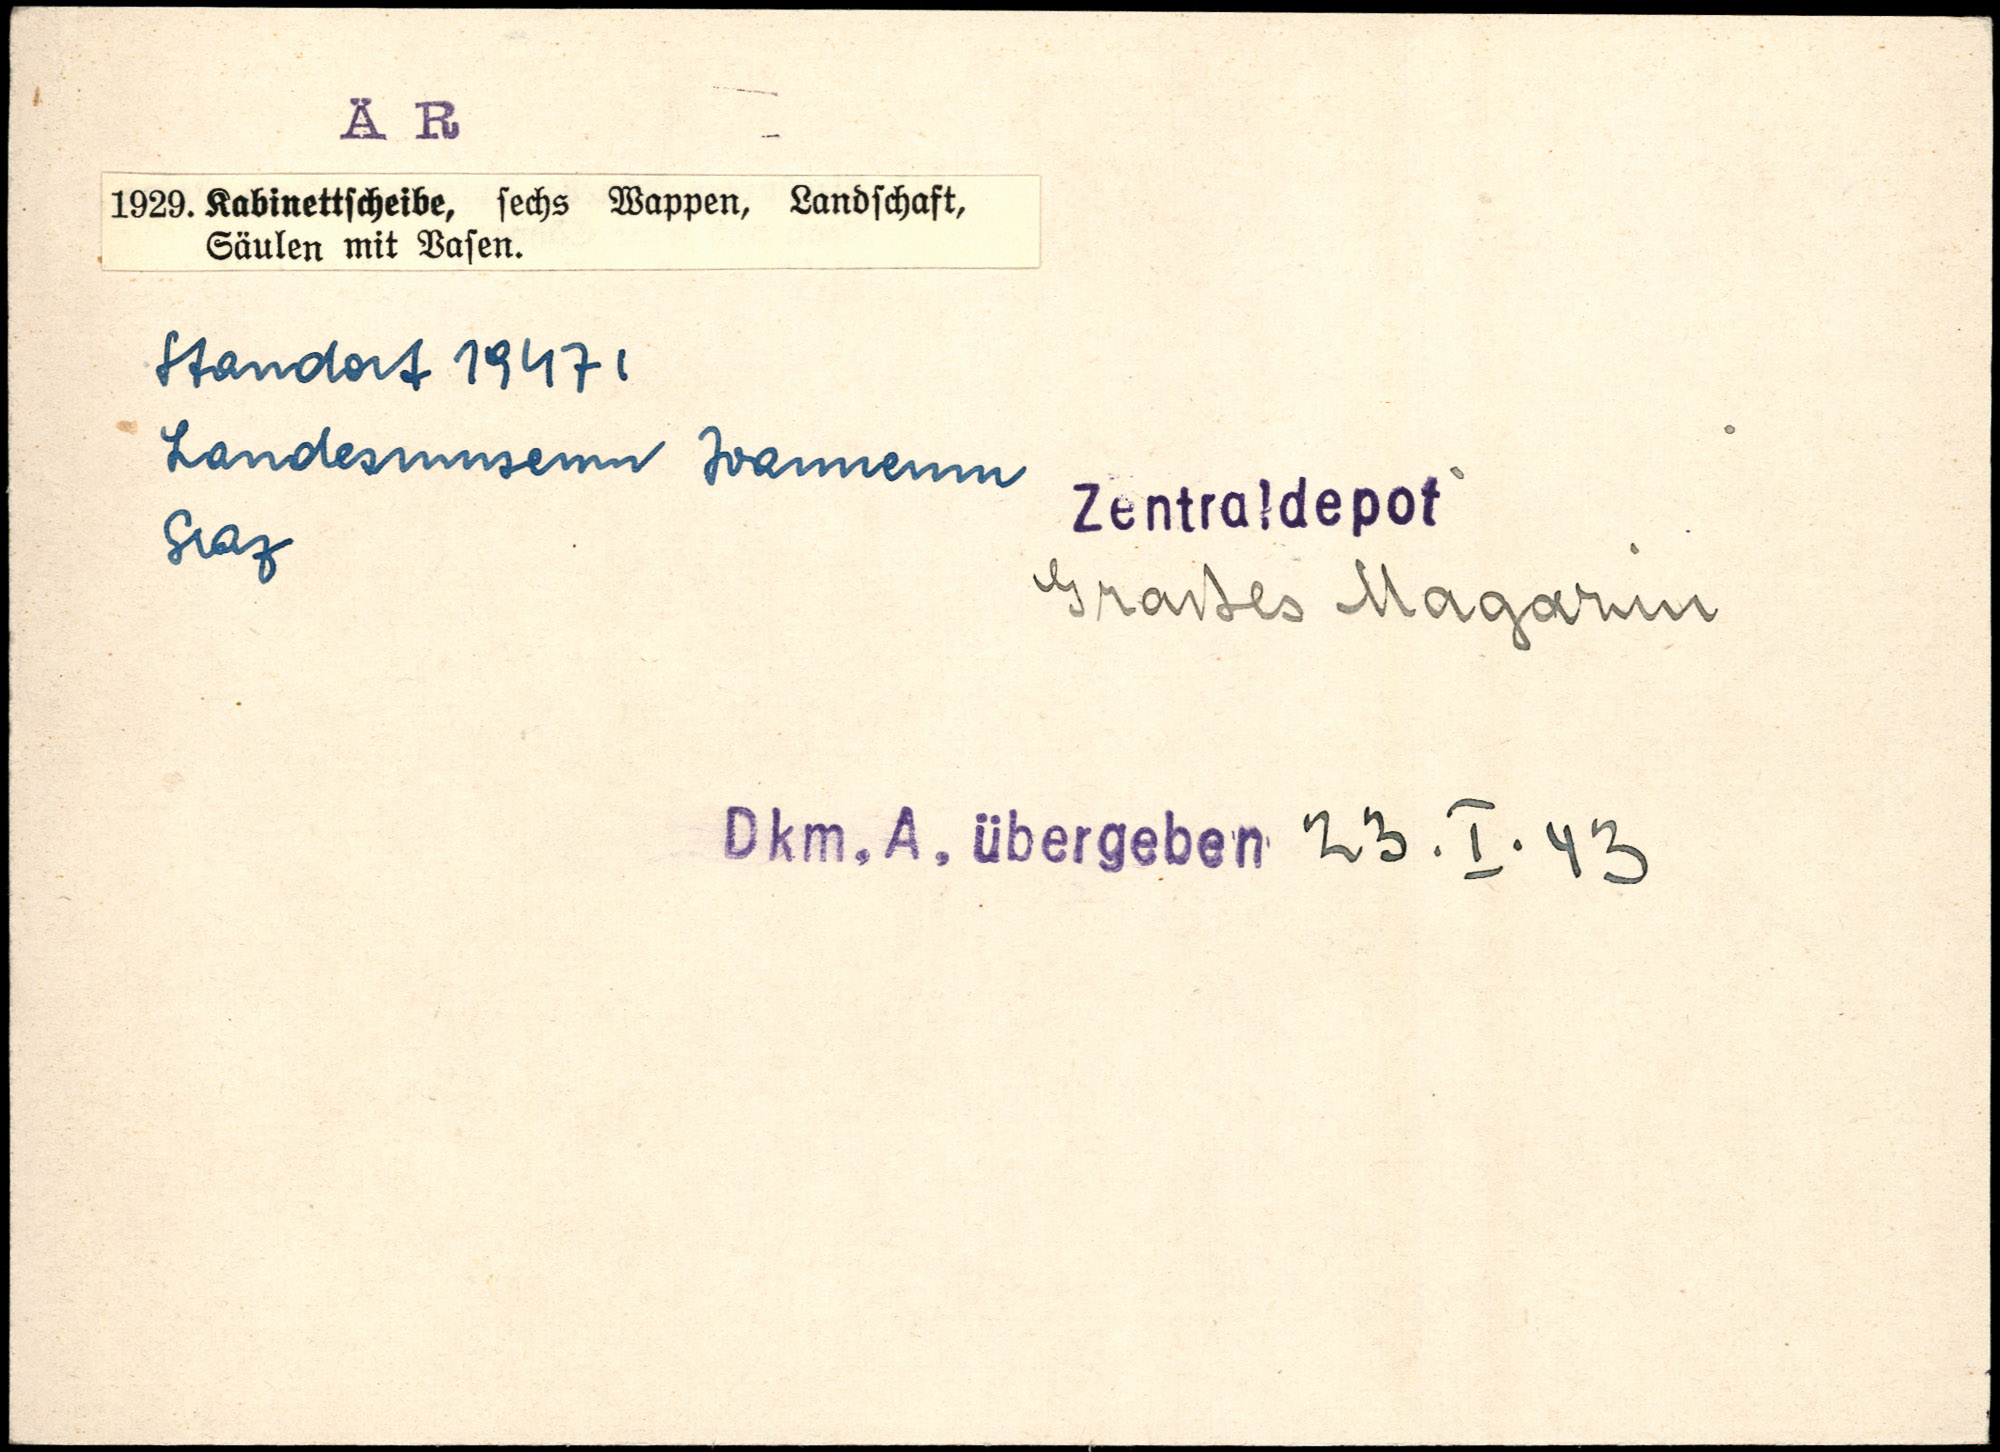 Ä R
1929. Kabinettscheibe, sechs Wappen, Landschaft,
Säulen mit Vasen.
Standort 1947:
Landesmuseum Joanneum
Graz
Zentraldepot
Großes Magazin
Dkm. A. übergeben 23. I. 43